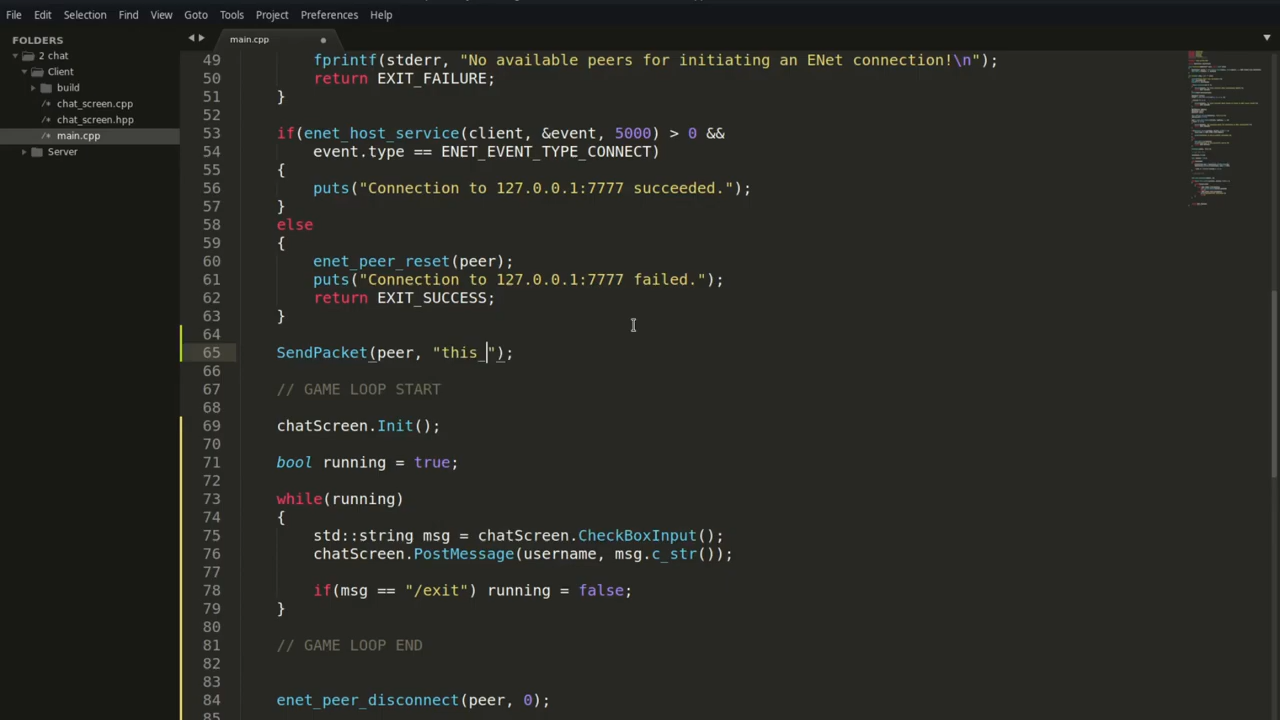 File Edit Selection Find View Goto Tools Project Preferences Help
FOLDERS
2 chat
Client
build
chat_screen.cpp
chat_screen.hpp
main.cpp
Server
main.cpp
49 fprintf(stderr, "No available peers for initiating an ENet connection!\n");
50 return EXIT_FAILURE;
51 }
52
53 if(enet_host_service(client, &event, 5000) > 0 &&
54 event.type == ENET_EVENT_TYPE_CONNECT)
55 {
56 puts("Connection to 127.0.0.1:7777 succeeded.");
57 }
58 else
59 {
60 enet_peer_reset(peer);
61 puts("Connection to 127.0.0.1:7777 failed.");
62 return EXIT_SUCCESS;
63 }
64
65 SendPacket(peer, "this_");
66
67 // GAME LOOP START
68
69 chatScreen.Init();
70
71 bool running = true;
72
73 while(running)
74 {
75 std::string msg = chatScreen.CheckBoxInput();
76 chatScreen.PostMessage(username, msg.c_str());
77
78 if(msg == "/exit") running = false;
79 }
80
81 // GAME LOOP END
82
83
84 enet_peer_disconnect(peer, 0);
85